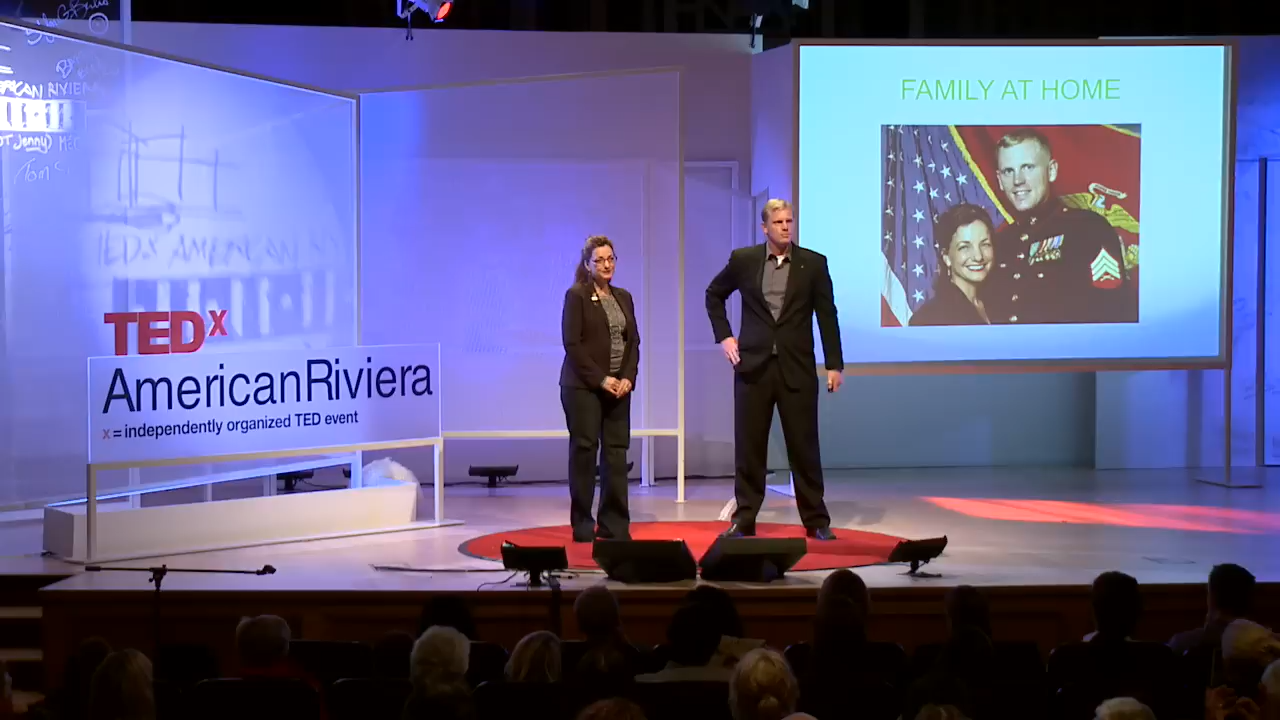 TEDx
AmericanRiviera
x=independently organized TED event
FAMILY AT HOME